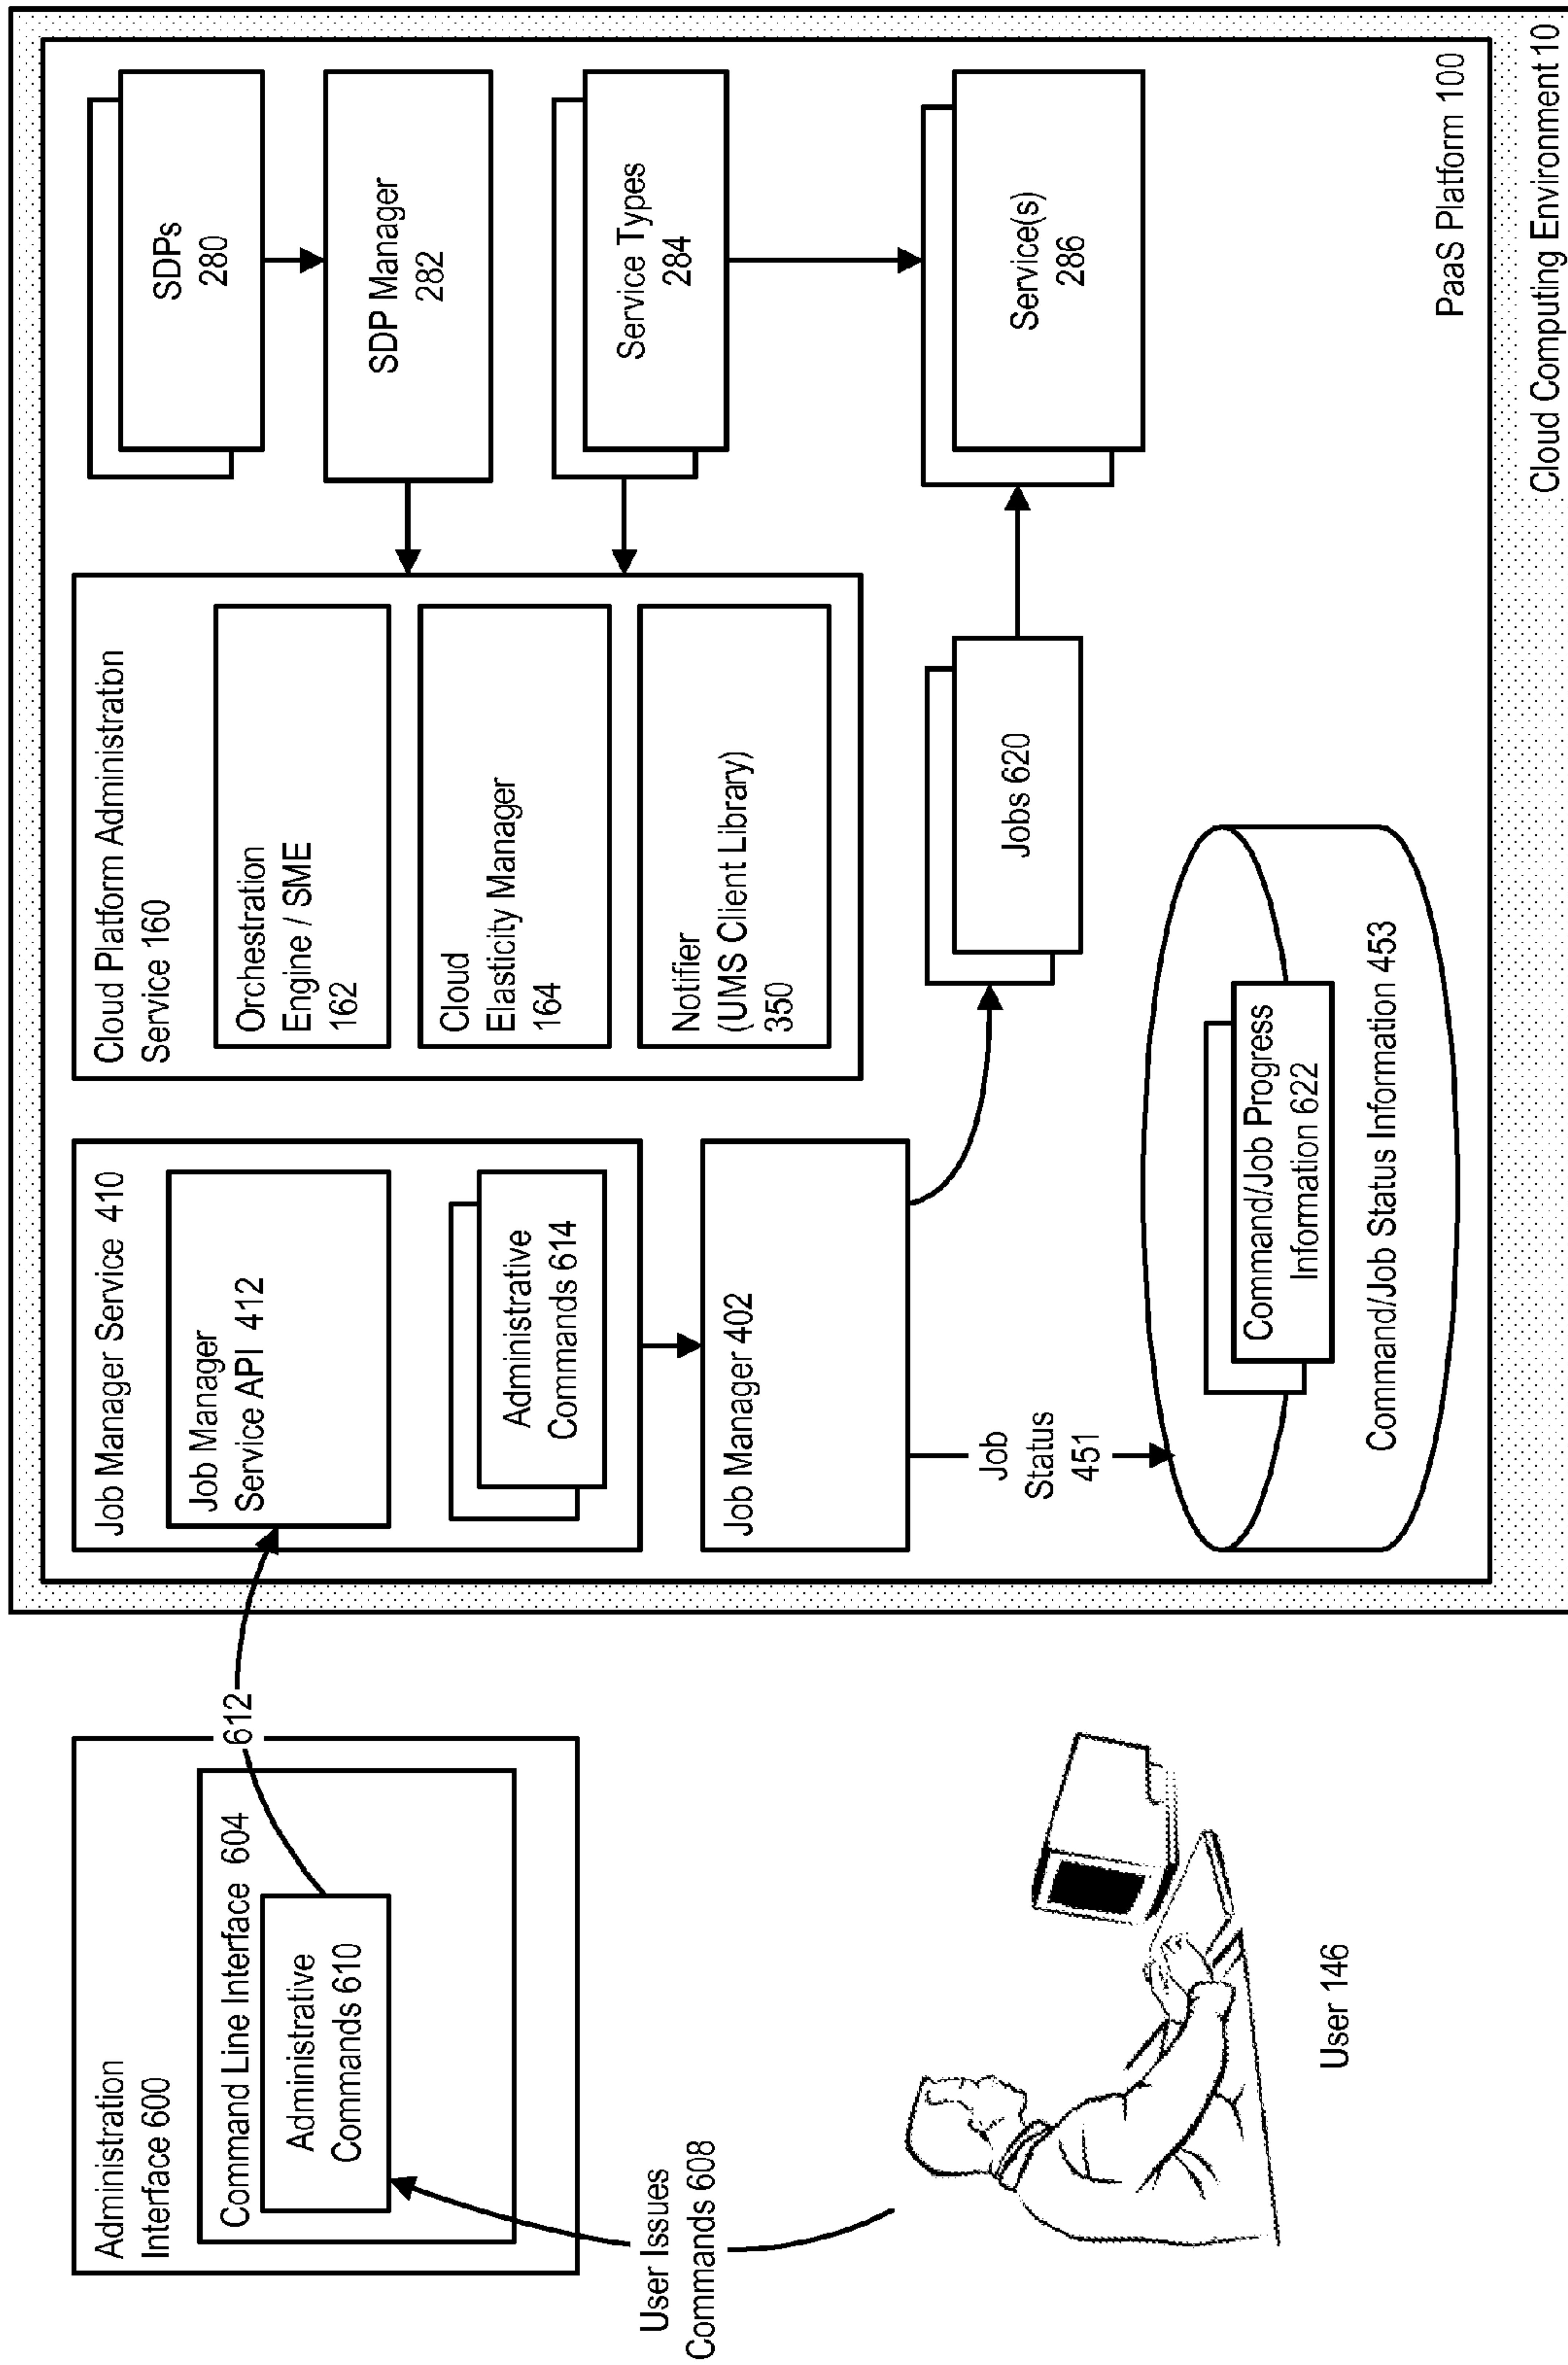 Administration
Interface 600
Command Line Interface 604
Administrative
Commands 610
User Issues
Commands 608
User 146
612
Job Manager Service 410
Job Manager
Service API 412
Administrative
Commands 614
Job Manager 402
Job
Status
451
Command/Job Progress
Information 622
Command/Job Status Information 453
Cloud Platform Administration
Service 160
Orchestration
Engine / SME
162
Cloud
Elasticity Manager
164
Notifier
(UMS Client Library)
350
Jobs 620
SDPs
280
SDP Manager
282
Service Types
284
Service(s)
286
PaaS Platform 100
Cloud Computing Environment 10